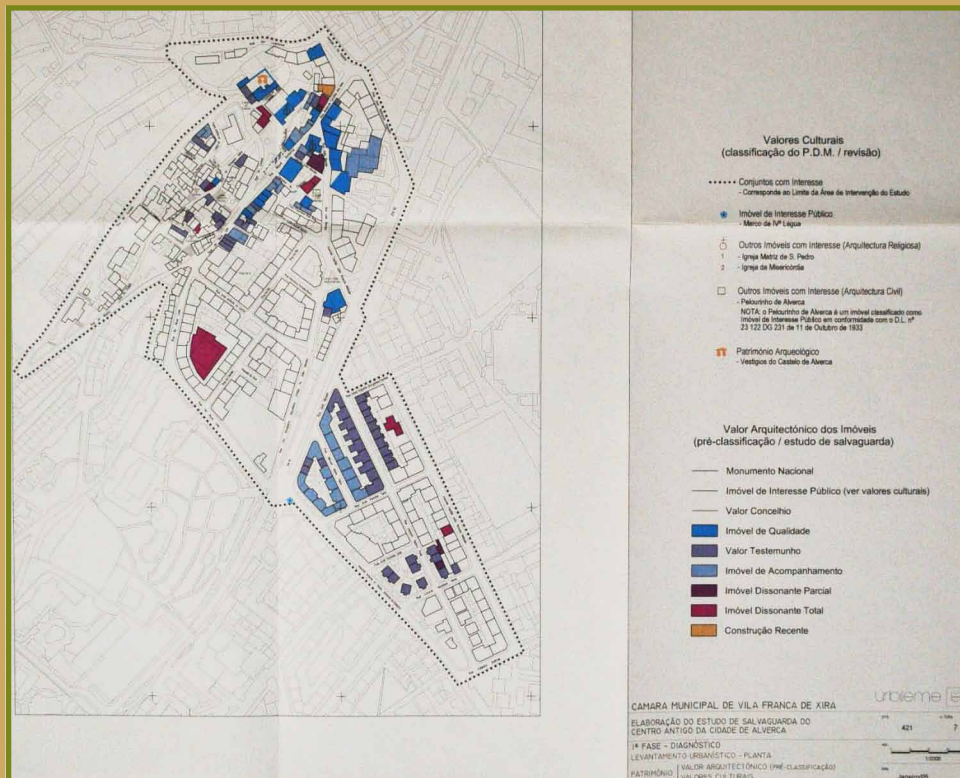 Valores Culturais
(classificação do P.D.M. / revisão)
Conjuntos com Interesse
- Corresponde ao Limite da Área de Intervenção do Estudo
Imóvel de Interesse Público
- Marco da IVª Légua
Outros Imóveis com Interesse (Arquitectura Religiosa)
1 - Igreja Matriz de S. Pedro
2 - Igreja da Misericórdia
Outros Imóveis com Interesse (Arquitectura Civil)
- Pelourinho de Alverca
NOTA: o Pelourinho de Alverca é um imóvel classificado como
Imóvel de Interesse Público em conformidade com o D.L. nº
23 122 DG 231 de 11 de Outubro de 1933
Património Arqueológico
- Vestígios do Castelo de Alverca
Valor Arquitectónico dos Imóveis
(pré-classificação / estudo de salvaguarda)
Monumento Nacional
Imóvel de Interesse Público (ver valores culturais)
Valor Concelhio
Imóvel de Qualidade
Valor Testemunho
Imóvel de Acompanhamento
Imóvel Dissonante Parcial
Imóvel Dissonante Total
Construção Recente
CAMARA MUNICIPAL DE VILA FRANCA DE XIRA
ELABORAÇÃO DO ESTUDO DE SALVAGUARDA DO
CENTRO ANTIGO DA CIDADE DE ALVERCA
421 7
1ª FASE - DIAGNÓSTICO
LEVANTAMENTO URBANÍSTICO - PLANTA
PATRIMÓNIO VALOR ARQUITECTÓNICO (PRÉ-CLASSIFICAÇÃO)
VALORES CULTURAIS